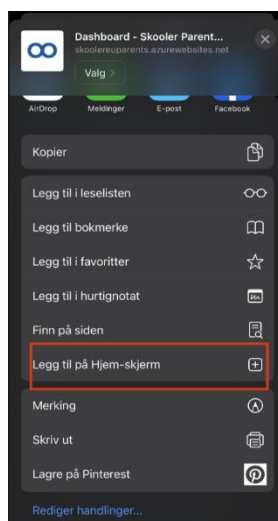 Dashboard - Skooler Parent...
skoolereuparents.azurewebsites.net
Valg >
AirDrop Meldinger E-post Facebook
Kopier
Legg til i leselisten
Legg til bokmerke
Legg til i favoritter
Legg til i hurtignotat
Finn på siden
Legg til på Hjem-skjerm
Merking
Skriv ut
Lagre på Pinterest
Rediger handlinger...